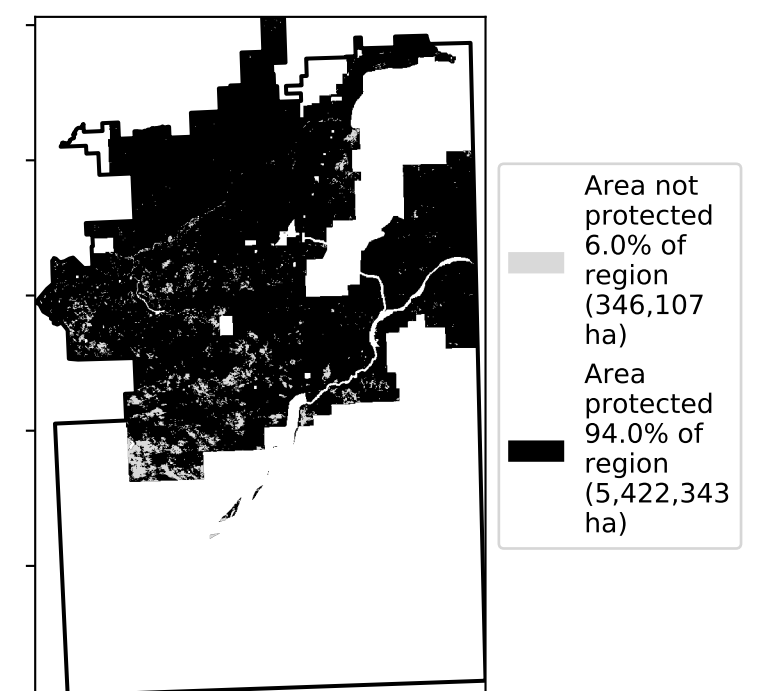 Area not
protected
6.0% of
region
(346,107
ha)
Area
protected
94.0% of
region
(5,422,343
ha)